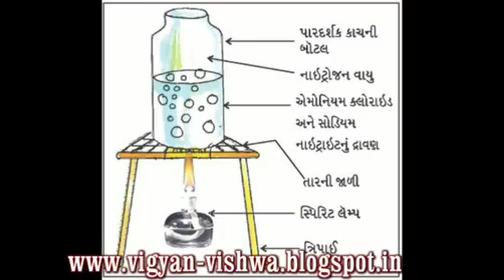 પારદર્શક કાચની
બોટલ
નાઇટ્રોજન વાયુ
એમોનિયમ ક્લોરાઇડ
અને સોડિયમ
નાઇટ્રાઇટનું દ્રાવણ
તારની જાળી
સ્પિરિટ લૅમ્પ
ત્રિપાઈ
www.vigyan-vishwa.blogspot.in